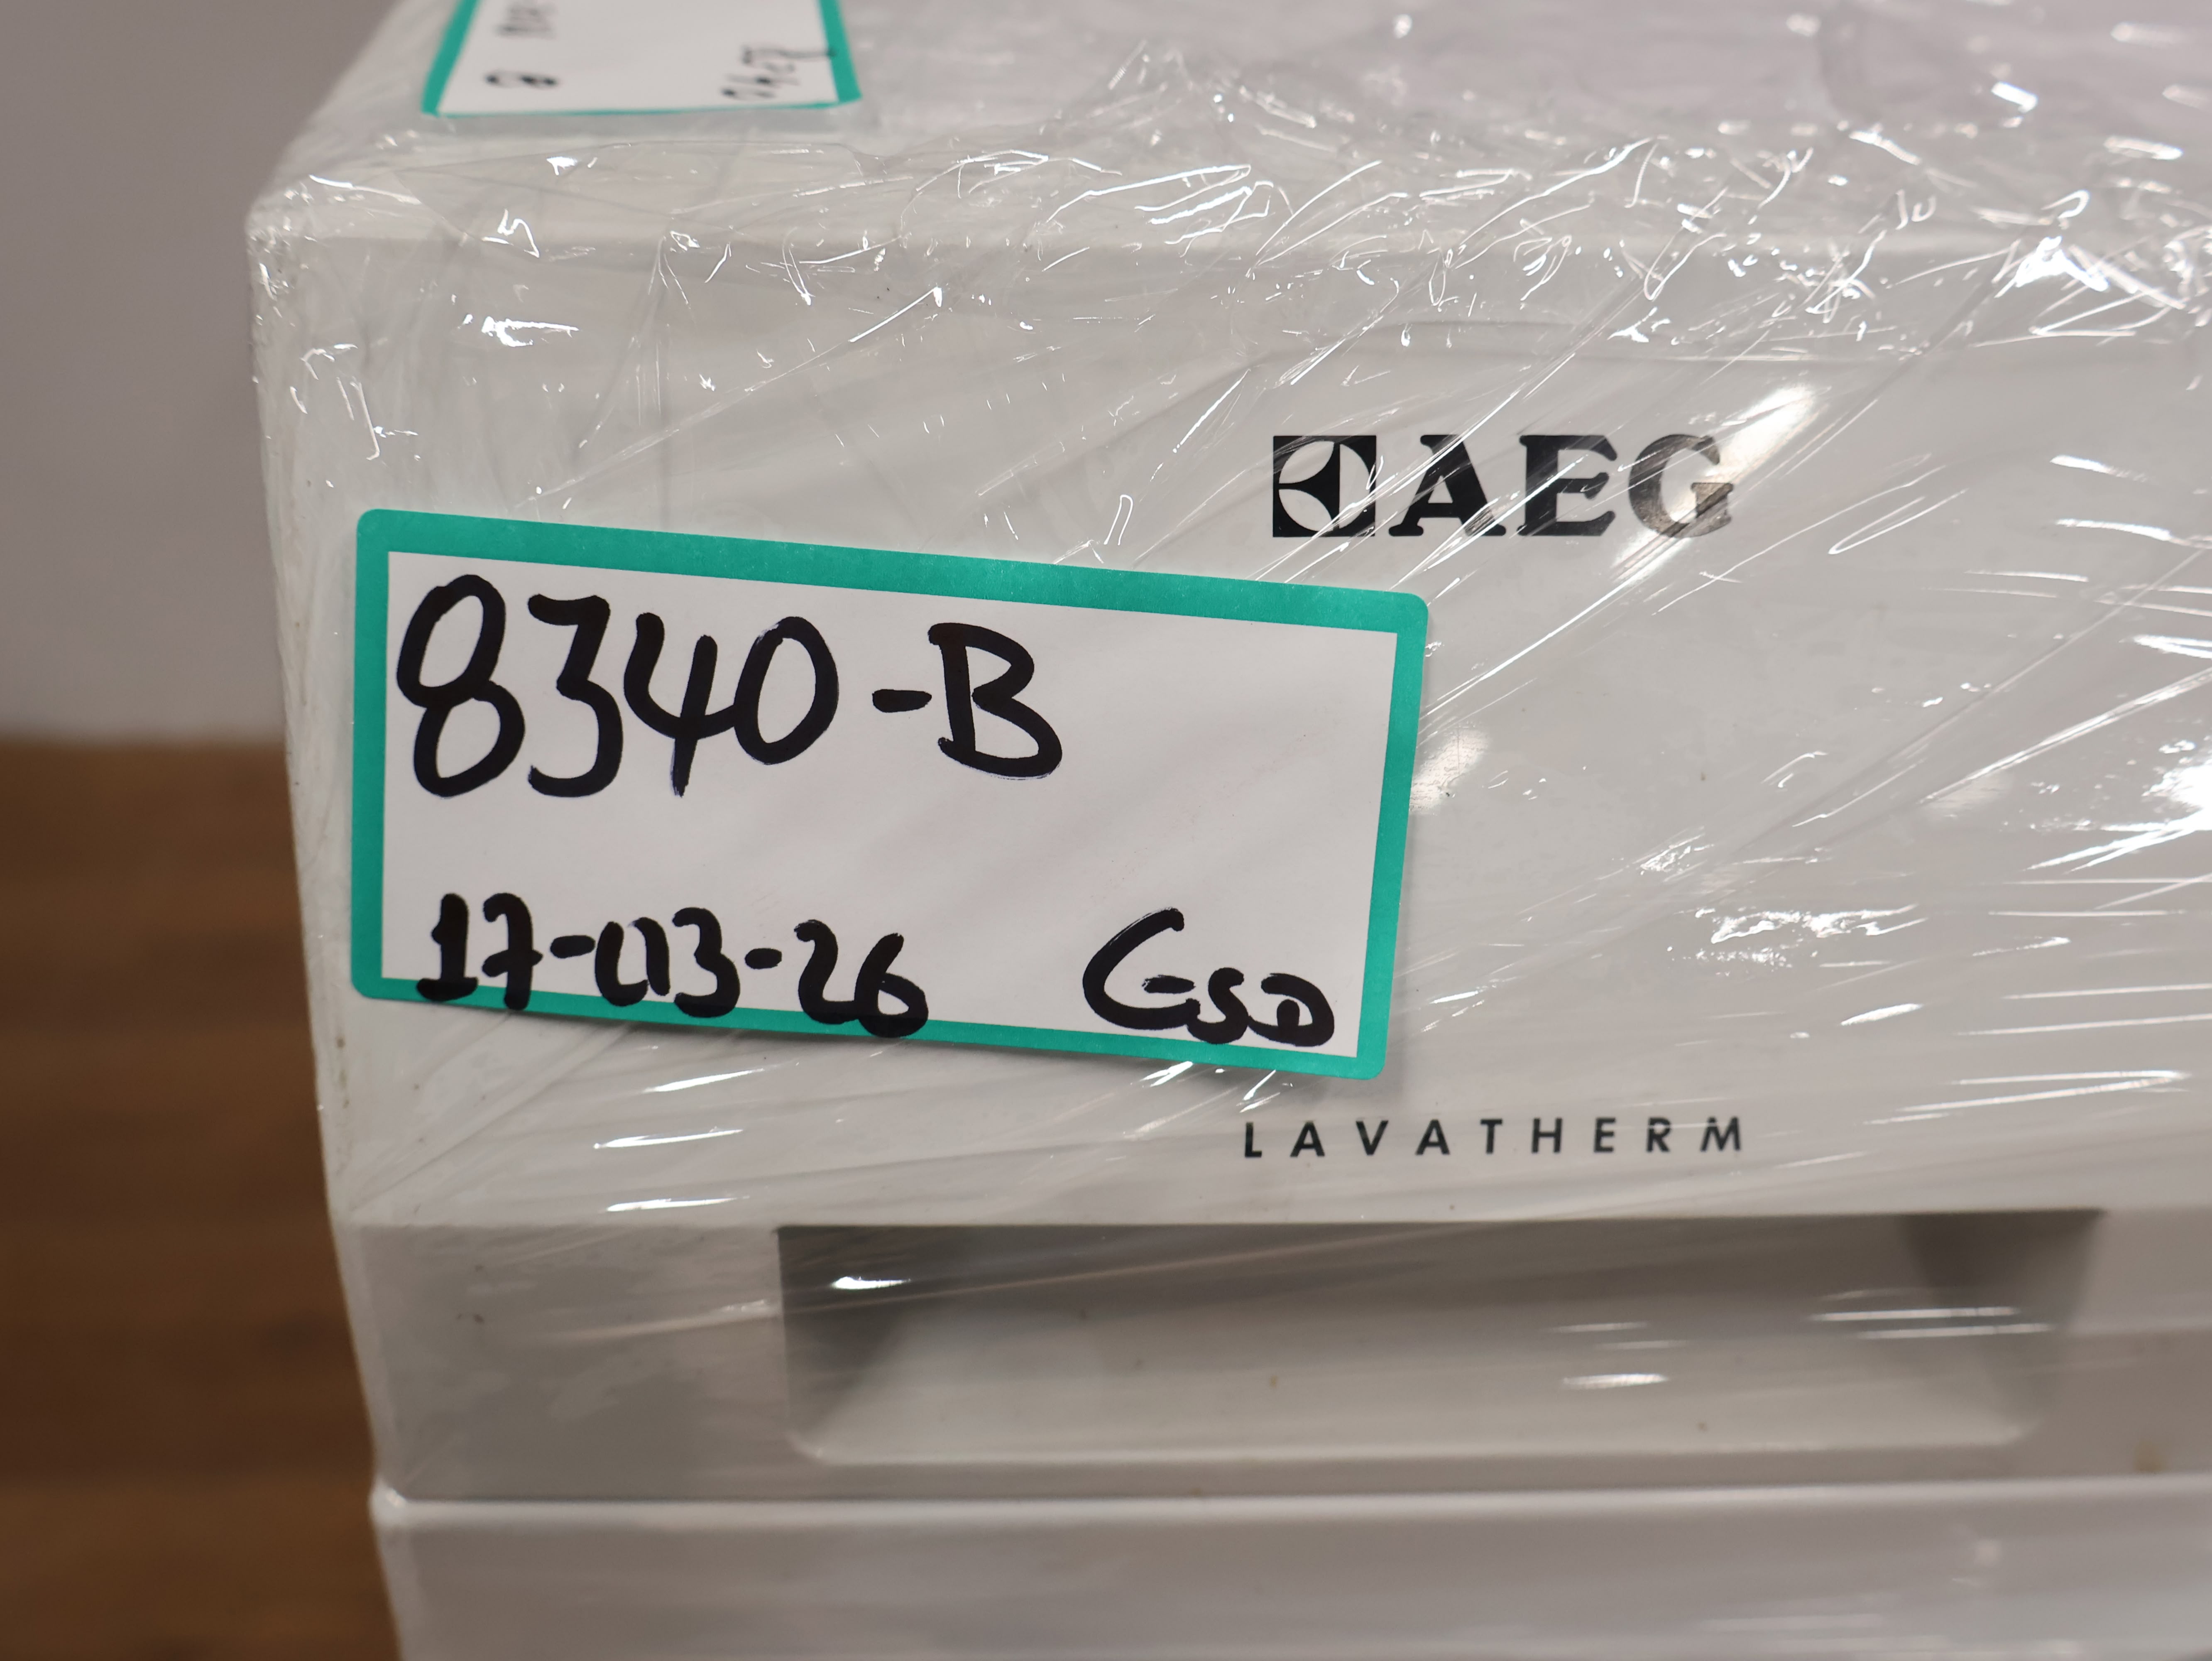 AEG
8340-B
17-03-26 GSD
LAVATHERM